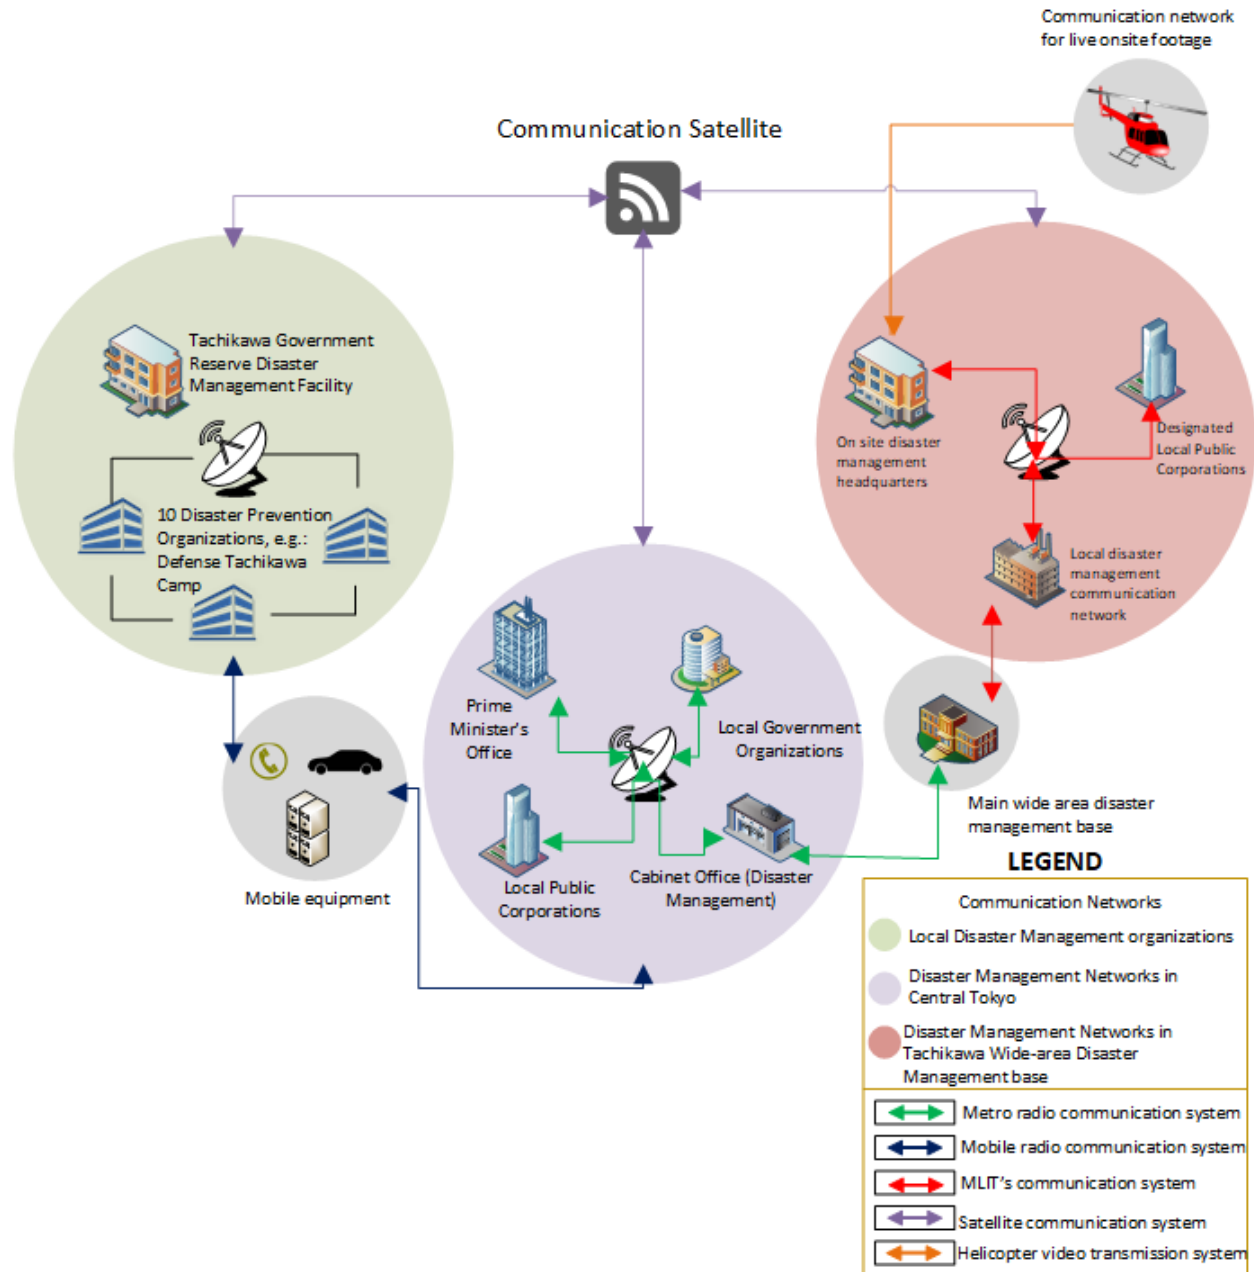 Communication network
for live onsite footage
Communication Satellite
Tachikawa Government
Reserve Disaster
Management Facility
10 Disaster Prevention
Organizations, e.g.:
Defense Tachikawa
Camp
On site disaster
management
headquarters
Designated
Local Public
Corporations
Local disaster
management
communication
network
Prime
Minister's
Office
Local Government
Organizations
Local Public
Corporations
Cabinet Office (Disaster
Management)
Mobile equipment
Main wide area disaster
management base
LEGEND
Communication Networks
Local Disaster Management organizations
Disaster Management Networks in
Central Tokyo
Disaster Management Networks in
Tachikawa Wide-area Disaster
Management base
Metro radio communication system
Mobile radio communication system
MLIT's communication system
Satellite communication system
Helicopter video transmission system